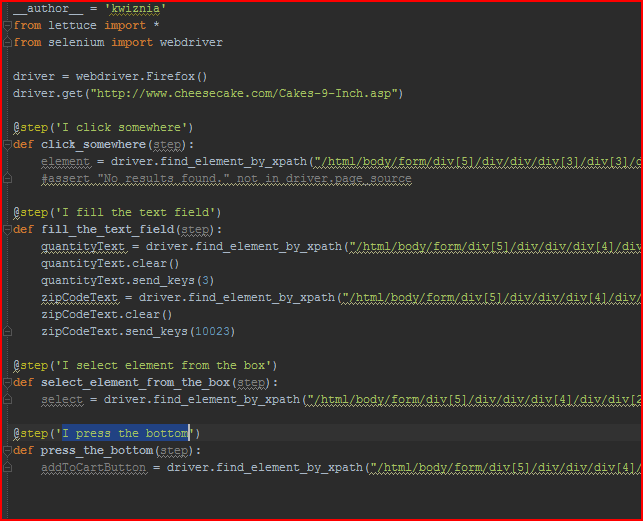 __author__ = 'kwiznia'
from lettuce import *
from selenium import webdriver
driver = webdriver.Firefox()
driver.get("http://www.cheesecake.com/Cakes-9-Inch.asp")
@step('I click somewhere')
def click_somewhere(step):
element = driver.find_element_by_xpath("/html/body/form/div[5]/div/div/div[3]/div[3]/d
#assert "No results found." not in driver.page_source
@step('I fill the text field')
def fill_the_text_field(step):
quantityText = driver.find_element_by_xpath("/html/body/form/div[5]/div/div/div[4]/div
quantityText.clear()
quantityText.send_keys(3)
zipCodeText = driver.find_element_by_xpath("/html/body/form/div[5]/div/div/div[4]/div/
zipCodeText.clear()
zipCodeText.send_keys(10023)
@step('I select element from the box')
def select_element_from_the_box(step):
select = driver.find_element_by_xpath("/html/body/form/div[5]/div/div/div[4]/div/div[2
@step('I press the bottom')
def press_the_bottom(step):
addToCartButton = driver.find_element_by_xpath("/html/body/form/div[5]/div/div/div[4]/